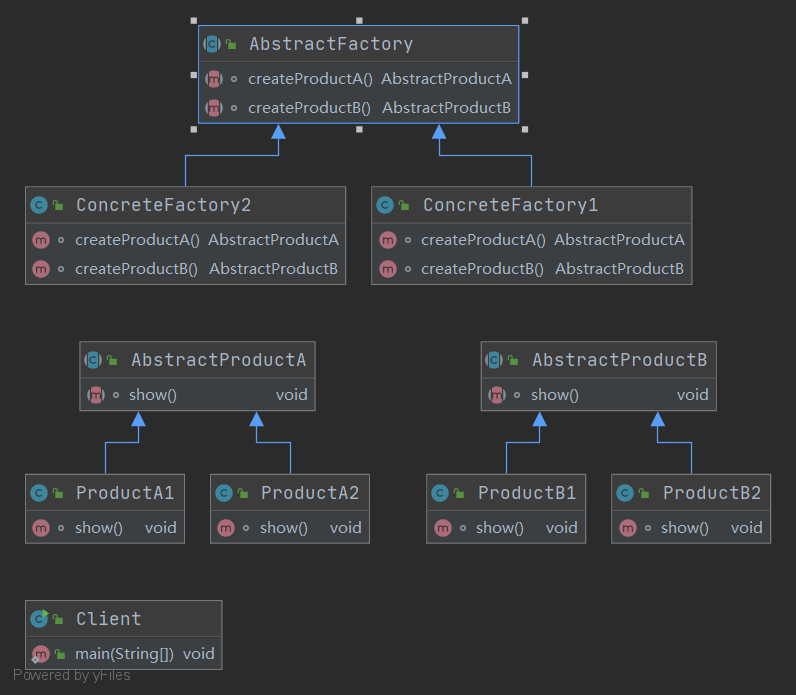 AbstractFactory
createProductA() AbstractProductA
createProductB() AbstractProductB
ConcreteFactory2 ConcreteFactory1
createProductA() AbstractProductA createProductA() AbstractProductA
createProductB() AbstractProductB createProductB() AbstractProductB
AbstractProductA AbstractProductB
show() void show() void
ProductA1 ProductA2 ProductB1 ProductB2
show() void show() void show() void show() void
Client
main(String[]) void
Powered by yFiles